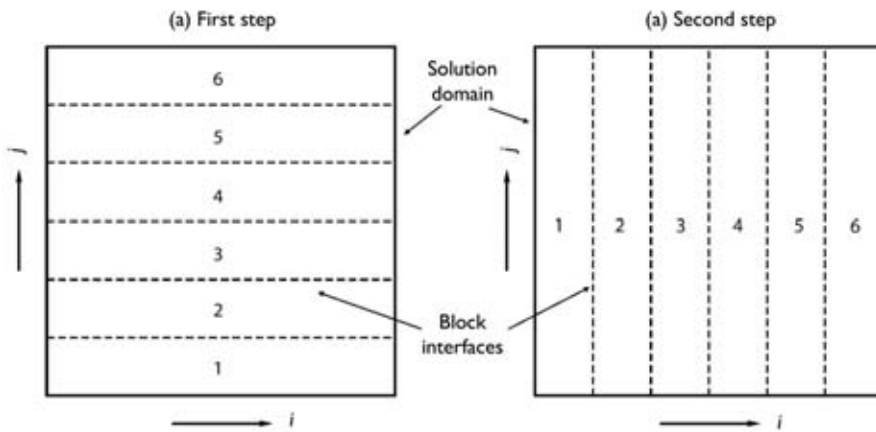 (a) First step
6
5
4
3
2
1
j
i
Solution
domain
Block
interfaces
(a) Second step
1 2 3 4 5 6
j
i